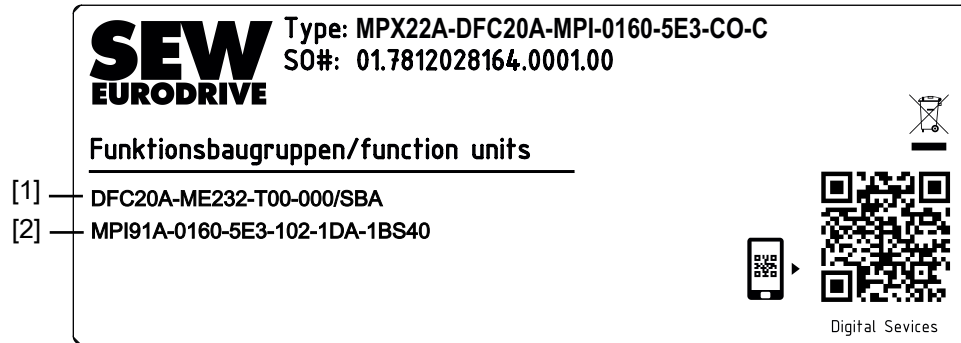 SEW
EURODRIVE
Type: MPX22A-DFC20A-MPI-0160-5E3-CO-C
SO#: 01.7812028164.0001.00
Funktionsbaugruppen/function units
[1] DFC20A-ME232-T00-000/SBA
[2] MPI91A-0160-5E3-102-1DA-1BS40
Digital Sevices